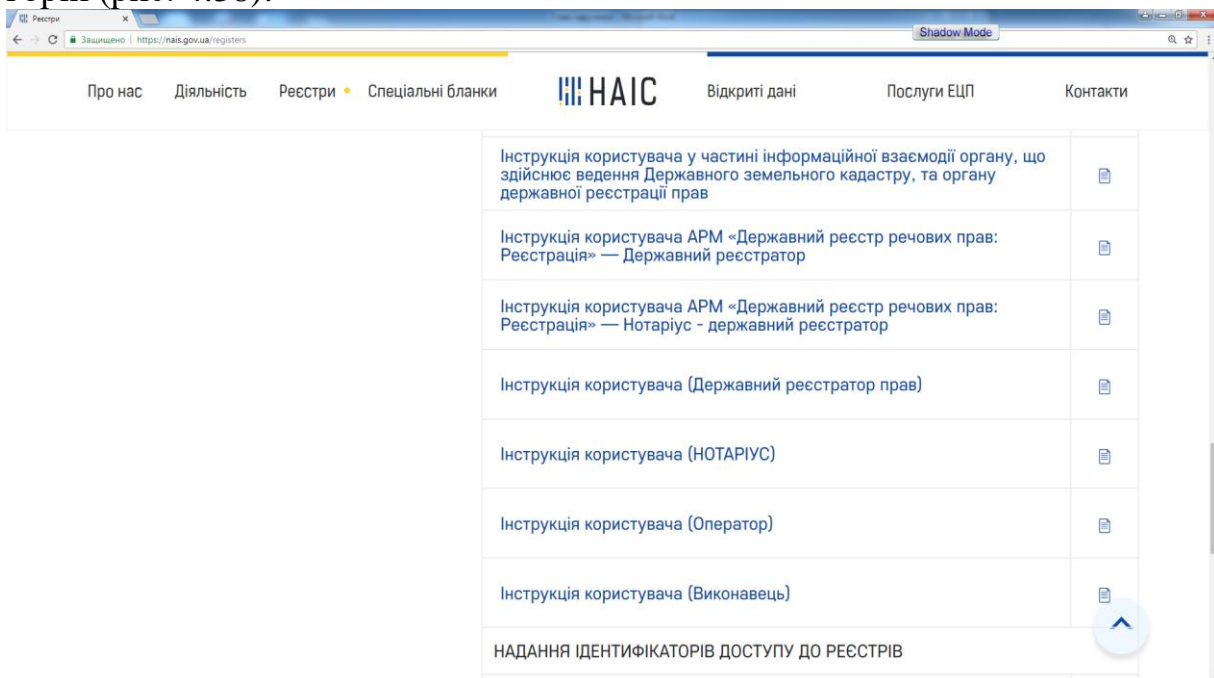 Реестри
Shadow Mode
Защищено | https://nais.gov.ua/registers
Про нас Діяльність Реєстри Спеціальні бланки НАІС Відкриті дані Послуги ЕЦП Контакти
Інструкція користувача у частині інформаційної взаємодії органу, що
здійснює ведення Державного земельного кадастру, та органу
державної реєстрації прав
Інструкція користувача АРМ «Державний реєстр речових прав:
Реєстрація» — Державний реєстратор
Інструкція користувача АРМ «Державний реєстр речових прав:
Реєстрація» — Нотаріус - державний реєстратор
Інструкція користувача (Державний реєстратор прав)
Інструкція користувача (НОТАРІУС)
Інструкція користувача (Оператор)
Інструкція користувача (Виконавець)
НАДАННЯ ІДЕНТИФІКАТОРІВ ДОСТУПУ ДО РЕЄСТРІВ